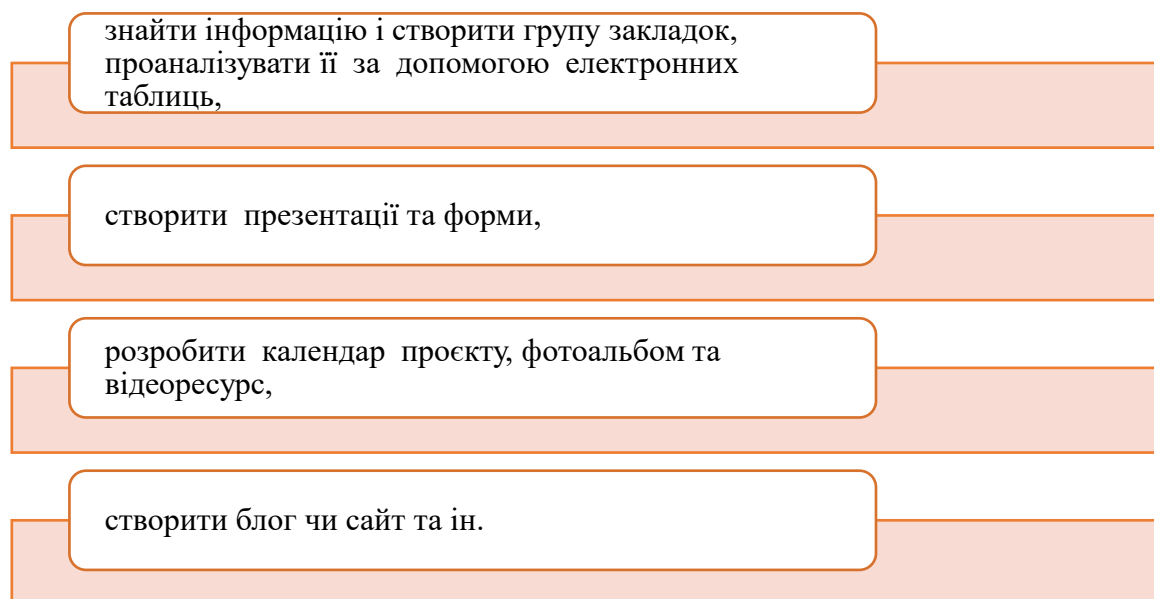 знайти інформацію і створити групу закладок,
проаналізувати її за допомогою електронних
таблиць,
створити презентації та форми,
розробити календар проєкту, фотоальбом та
відеоресурс,
створити блог чи сайт та ін.